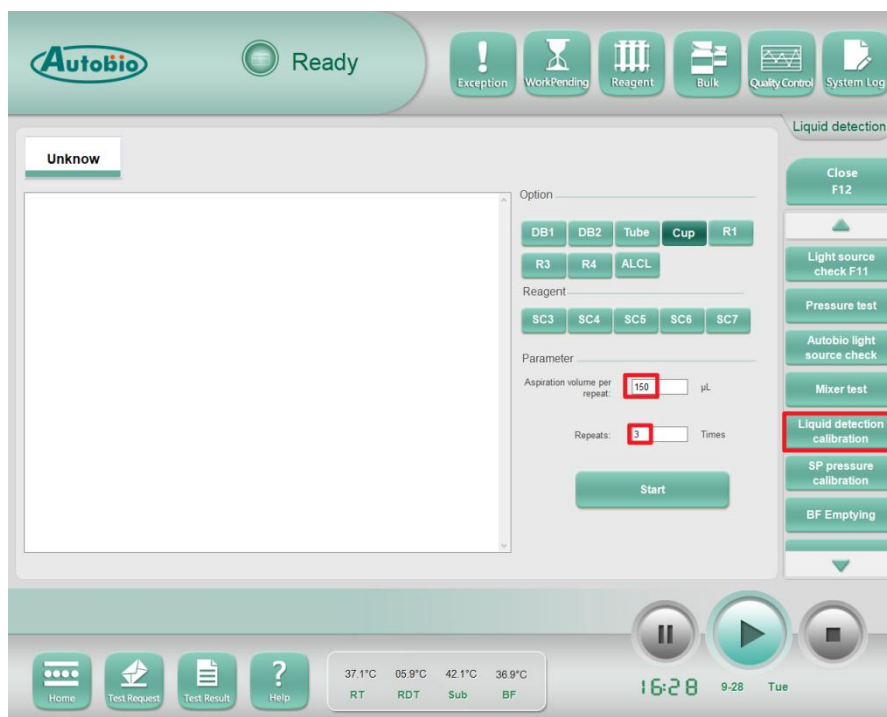 Autobio
Ready
Exception
WorkPending
Reagent
Bulk
Quality Control
System Log
Liquid detection
Unknow
Close
F12
Option
DB1 DB2 Tube Cup R1
R3 R4 ALCL
Reagent
SC3 SC4 SC5 SC6 SC7
Parameter
Aspiration volume per
repeat: 150 µL
Repeats: 3 Times
Start
Light source
check F11
Pressure test
Autobio light
source check
Mixer test
Liquid detection
calibration
SP pressure
calibration
BF Emptying
Home
Test Request
Test Result
Help
37.1°C 05.9°C 42.1°C 36.9°C
RT RDT Sub BF
16:28 9-28 Tue